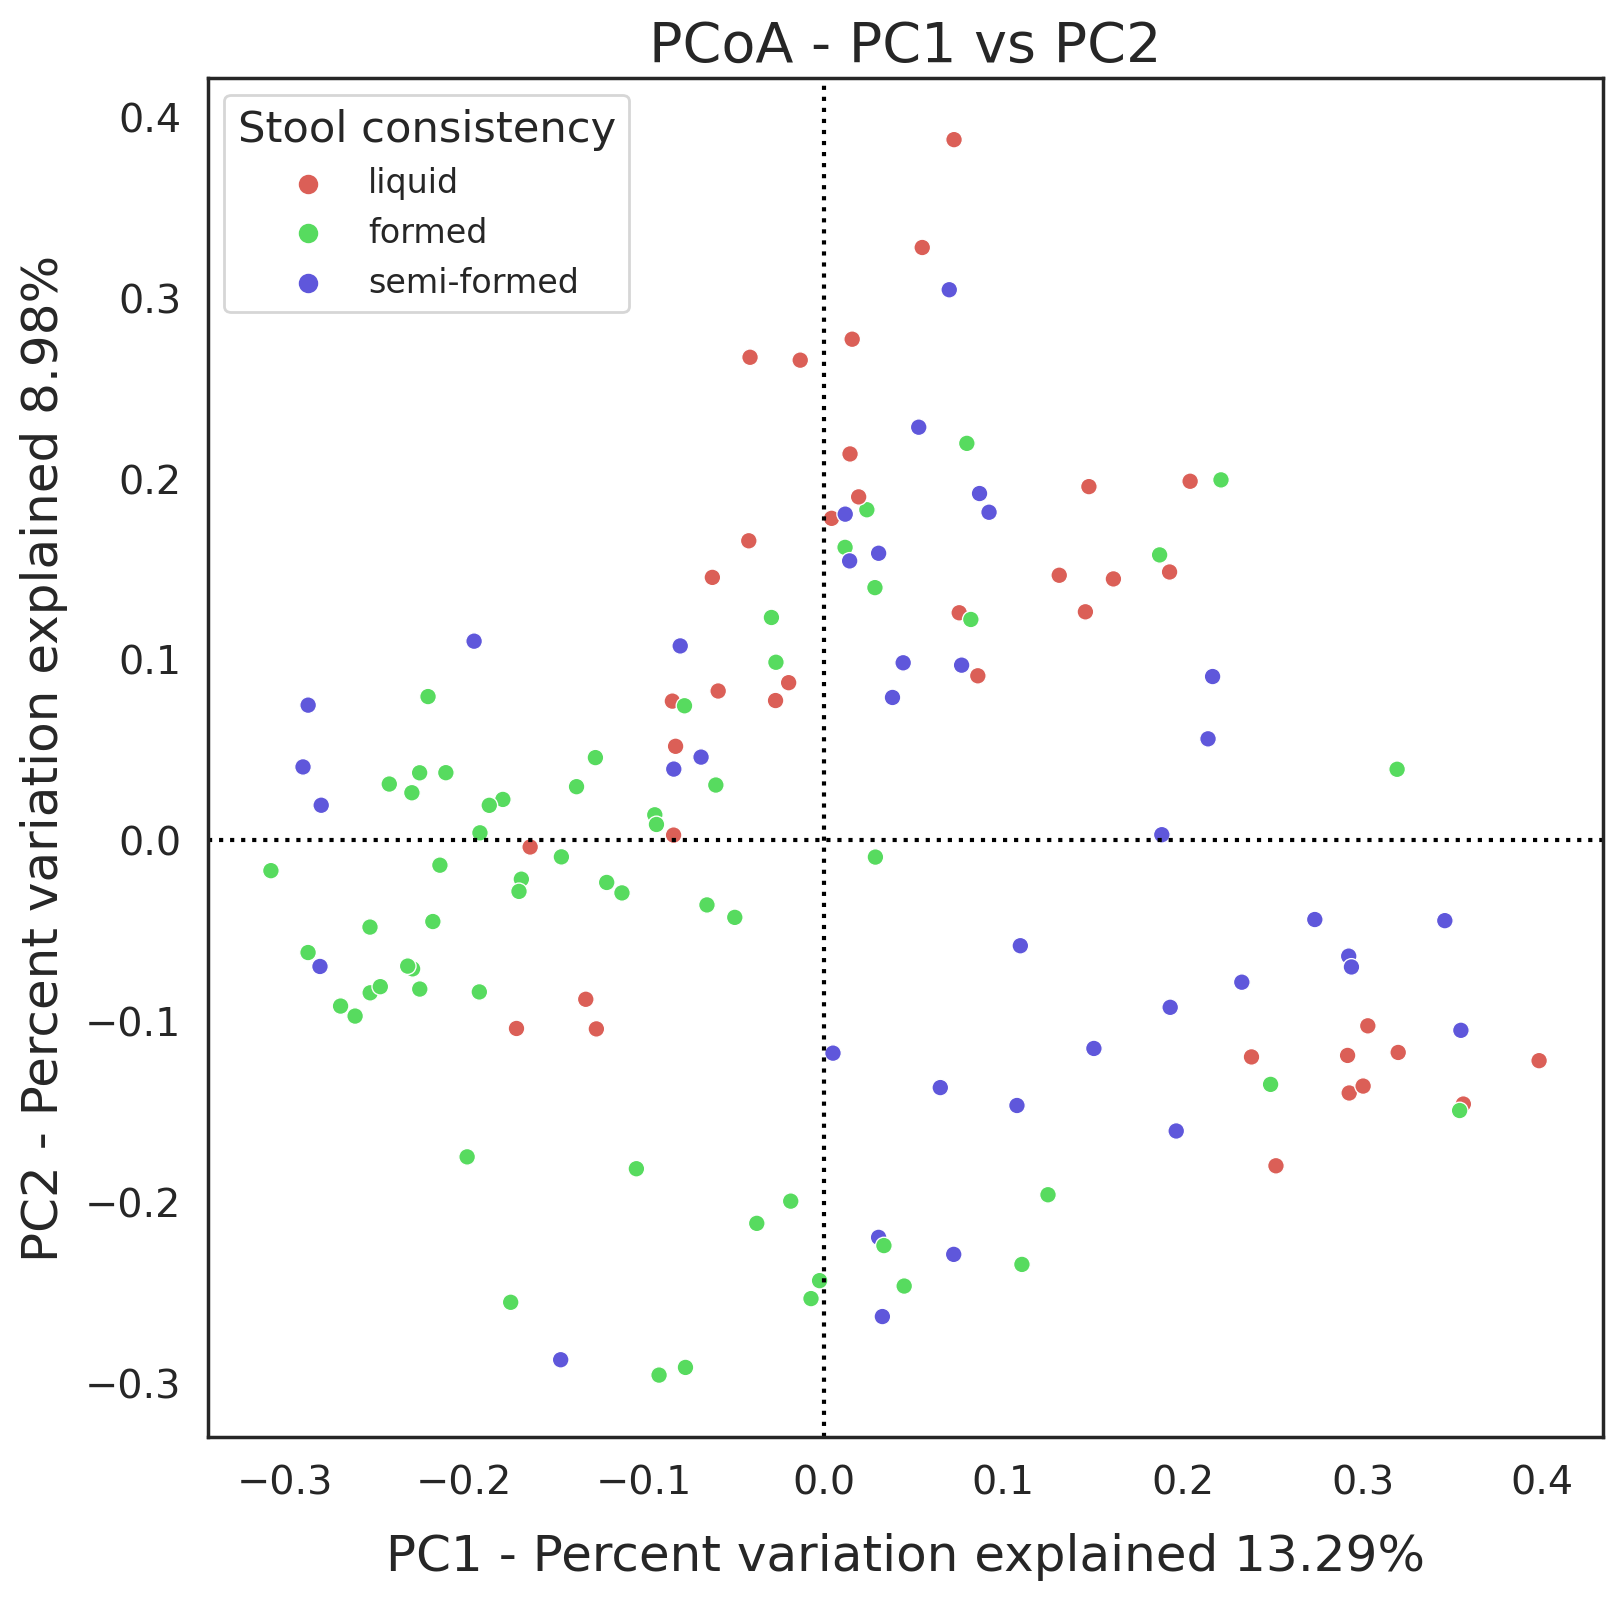 PCoA - PC1 vs PC2
Stool consistency
liquid
formed
semi-formed
PC2 - Percent variation explained 8.98%
0.4
0.3
0.2
0.1
0.0
−0.1
−0.2
−0.3
−0.3 −0.2 −0.1 0.0 0.1 0.2 0.3 0.4
PC1 - Percent variation explained 13.29%